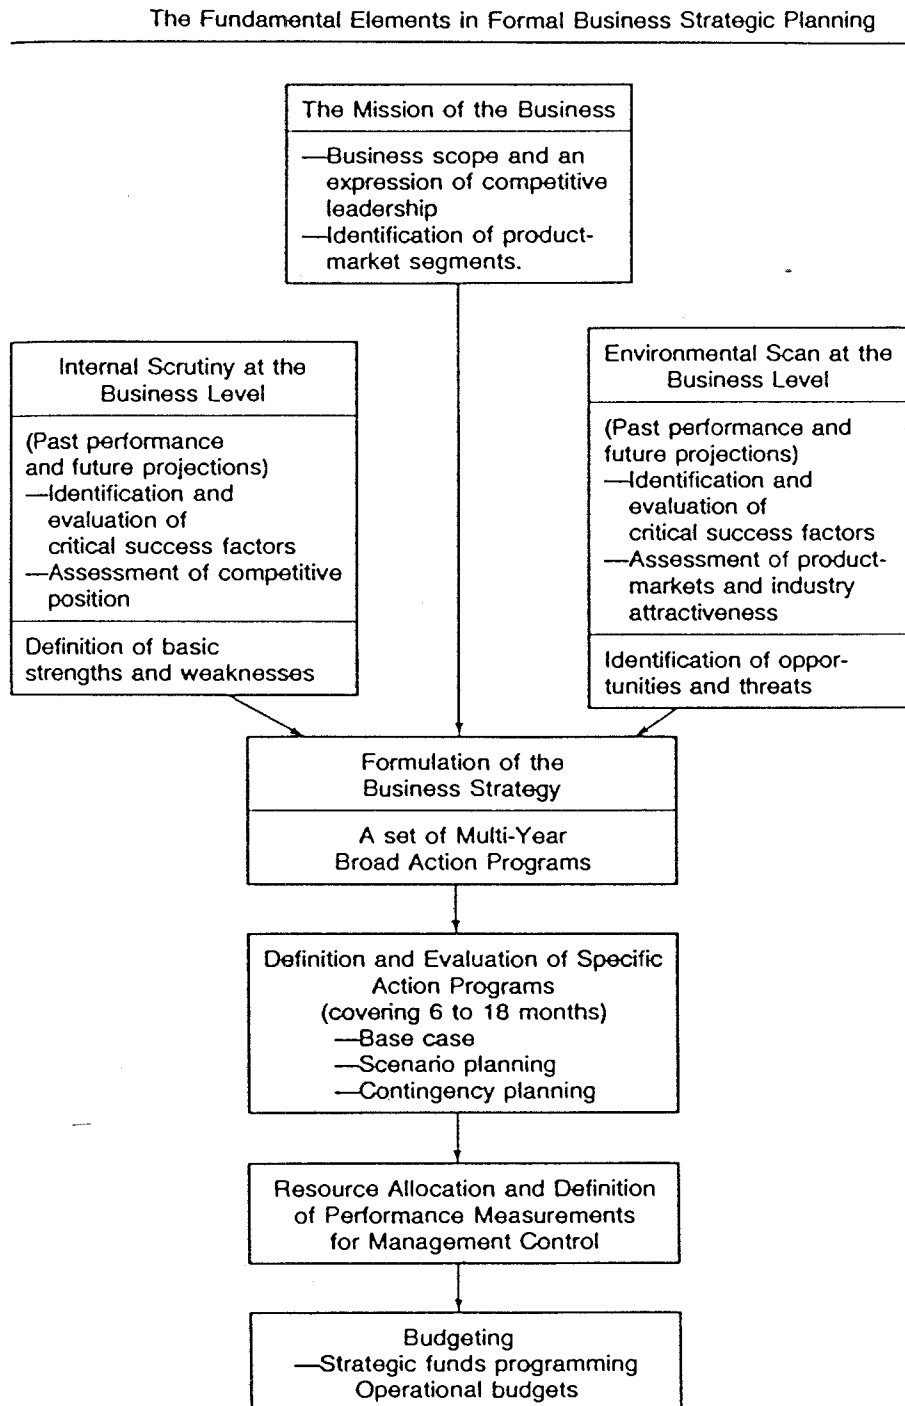 The Fundamental Elements in Formal Business Strategic Planning
The Mission of the Business
—Business scope and an
expression of competitive
leadership
—Identification of product-
market segments.
Internal Scrutiny at the
Business Level
(Past performance
and future projections)
—Identification and
evaluation of
critical success factors
—Assessment of competitive
position
Definition of basic
strengths and weaknesses
Environmental Scan at the
Business Level
(Past performance and
future projections)
—Identification and
evaluation of
critical success factors
—Assessment of product-
markets and industry
attractiveness
Identification of oppor-
tunities and threats
Formulation of the
Business Strategy
A set of Multi-Year
Broad Action Programs
Definition and Evaluation of Specific
Action Programs
(covering 6 to 18 months)
—Base case
—Scenario planning
—Contingency planning
Resource Allocation and Definition
of Performance Measurements
for Management Control
Budgeting
—Strategic funds programming
Operational budgets